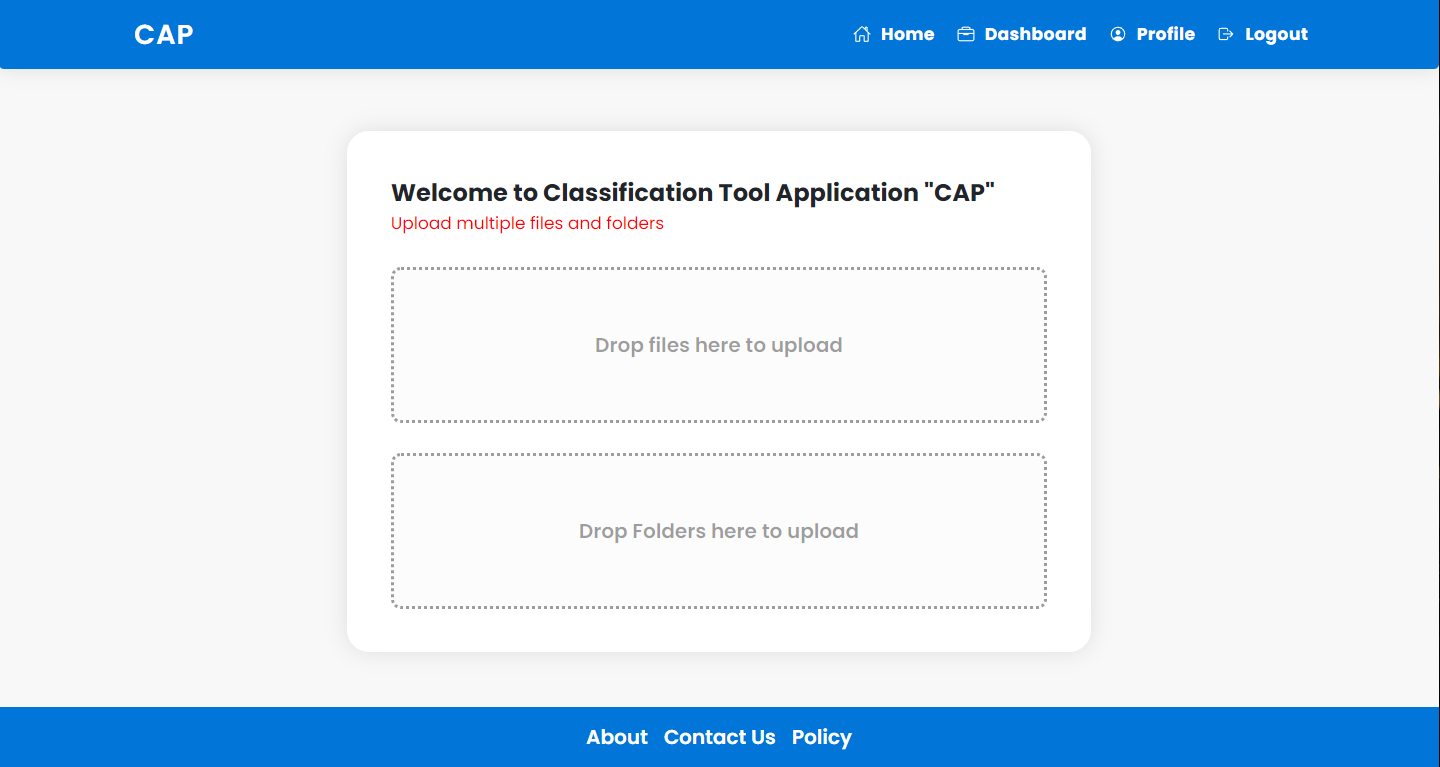 CAP
Home Dashboard Profile Logout
Welcome to Classification Tool Application "CAP"
Upload multiple files and folders
Drop files here to upload
Drop Folders here to upload
About Contact Us Policy